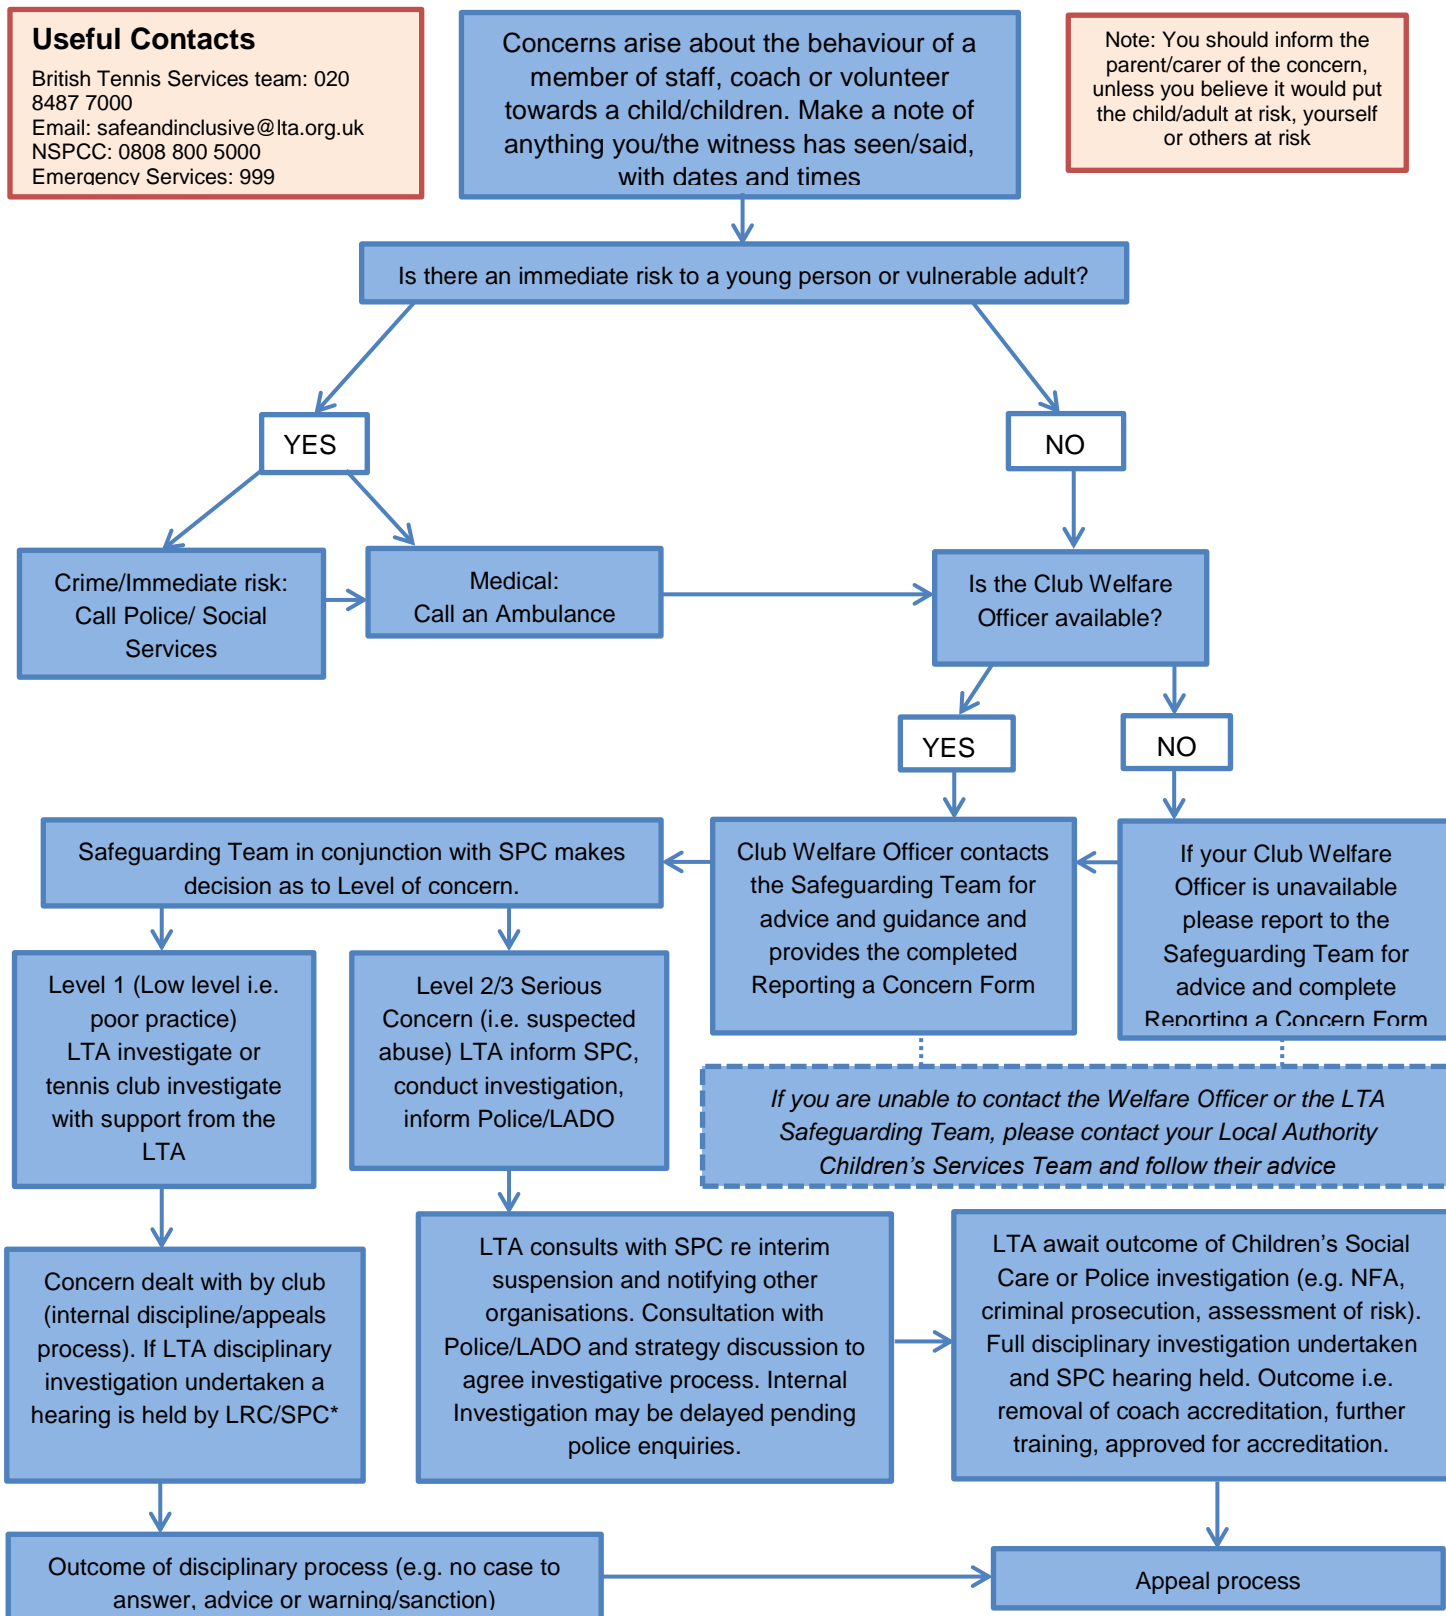 Useful Contacts
British Tennis Services team: 020
8487 7000
Email: safeandinclusive@lta.org.uk
NSPCC: 0808 800 5000
Emergency Services: 999
Concerns arise about the behaviour of a
member of staff, coach or volunteer
towards a child/children. Make a note of
anything you/the witness has seen/said,
with dates and times
Note: You should inform the
parent/carer of the concern,
unless you believe it would put
the child/adult at risk, yourself
or others at risk
Is there an immediate risk to a young person or vulnerable adult?
YES
NO
Crime/Immediate risk:
Call Police/ Social
Services
Medical:
Call an Ambulance
Is the Club Welfare
Officer available?
YES
NO
Safeguarding Team in conjunction with SPC makes
decision as to Level of concern.
Club Welfare Officer contacts
the Safeguarding Team for
advice and guidance and
provides the completed
Reporting a Concern Form
If your Club Welfare
Officer is unavailable
please report to the
Safeguarding Team for
advice and complete
Reporting a Concern Form
Level 1 (Low level i.e.
poor practice)
LTA investigate or
tennis club investigate
with support from the
LTA
Level 2/3 Serious
Concern (i.e. suspected
abuse) LTA inform SPC,
conduct investigation,
inform Police/LADO
If you are unable to contact the Welfare Officer or the LTA
Safeguarding Team, please contact your Local Authority
Children’s Services Team and follow their advice
Concern dealt with by club
(internal discipline/appeals
process). If LTA disciplinary
investigation undertaken a
hearing is held by LRC/SPC*
LTA consults with SPC re interim
suspension and notifying other
organisations. Consultation with
Police/LADO and strategy discussion to
agree investigative process. Internal
Investigation may be delayed pending
police enquiries.
LTA await outcome of Children’s Social
Care or Police investigation (e.g. NFA,
criminal prosecution, assessment of risk).
Full disciplinary investigation undertaken
and SPC hearing held. Outcome i.e.
removal of coach accreditation, further
training, approved for accreditation.
Outcome of disciplinary process (e.g. no case to
answer, advice or warning/sanction)
Appeal process